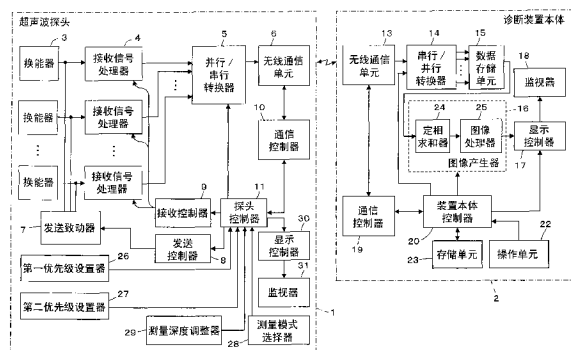 超声波探头
诊断装置本体
3
4
5
6
13
14
15
18
换能器
接收信号
处理器
并行/
串行
转换器
无线通信
单元
无线通信
单元
串行/
并行
转换器
数据
存储
单元
监视器
换能器
接收信号
处理器
10
24
25
16
通信
控制器
定相
求和器
图像
处理器
显示
控制器
图像产生器
17
换能器
接收信号
处理器
9
11
接收控制器
探头
控制器
30
通信
控制器
19
装置本体
控制器
20
22
7
发送致动器
发送
控制器
8
显示
控制器
31
23
存储单元
操作单元
26
第一优先级设置器
监视器
27
第二优先级设置器
2
1
29
测量深度调整器
测量模式
选择器
28